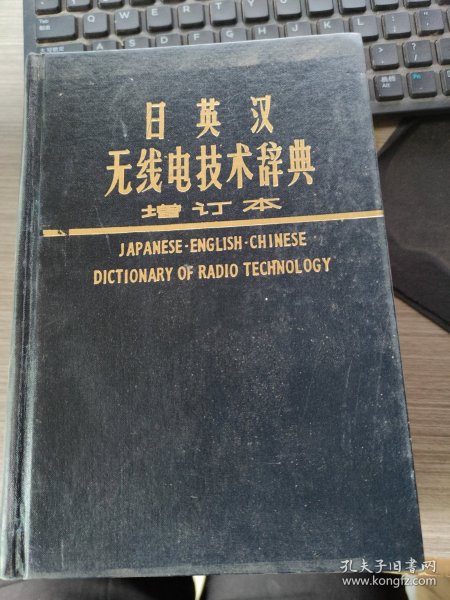 日英汉
无线电技术辞典
增订本
JAPANESE-ENGLISH-CHINESE
DICTIONARY OF RADIO TECHNOLOGY
孔夫子旧书网
www.kongfz.com